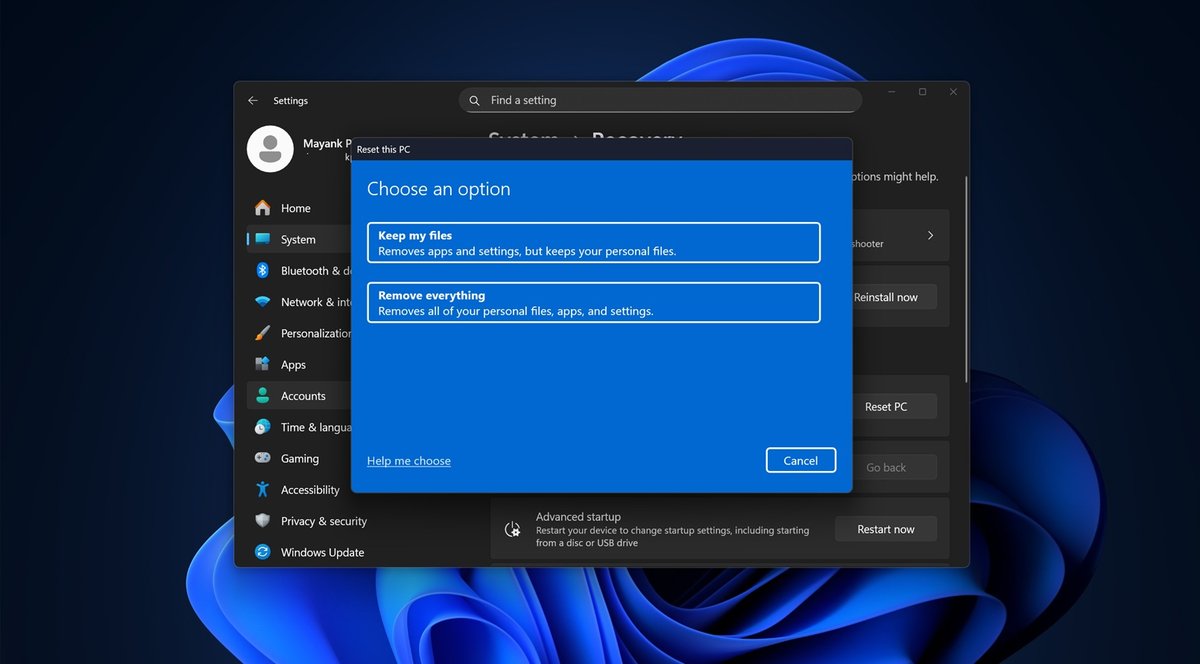 Settings
Find a setting
Mayank P
System > Recovery
Reset this PC
Choose an option
Keep my files
Removes apps and settings, but keeps your personal files.
Remove everything
Removes all of your personal files, apps, and settings.
Help me choose
Cancel
Home
System
Bluetooth & d
Network & int
Personalization
Apps
Accounts
Time & langua
Gaming
Accessibility
Privacy & security
Windows Update
options might help.
shooter
Reinstall now
Reset PC
Go back
Advanced startup
Restart your device to change startup settings, including starting
from a disc or USB drive
Restart now